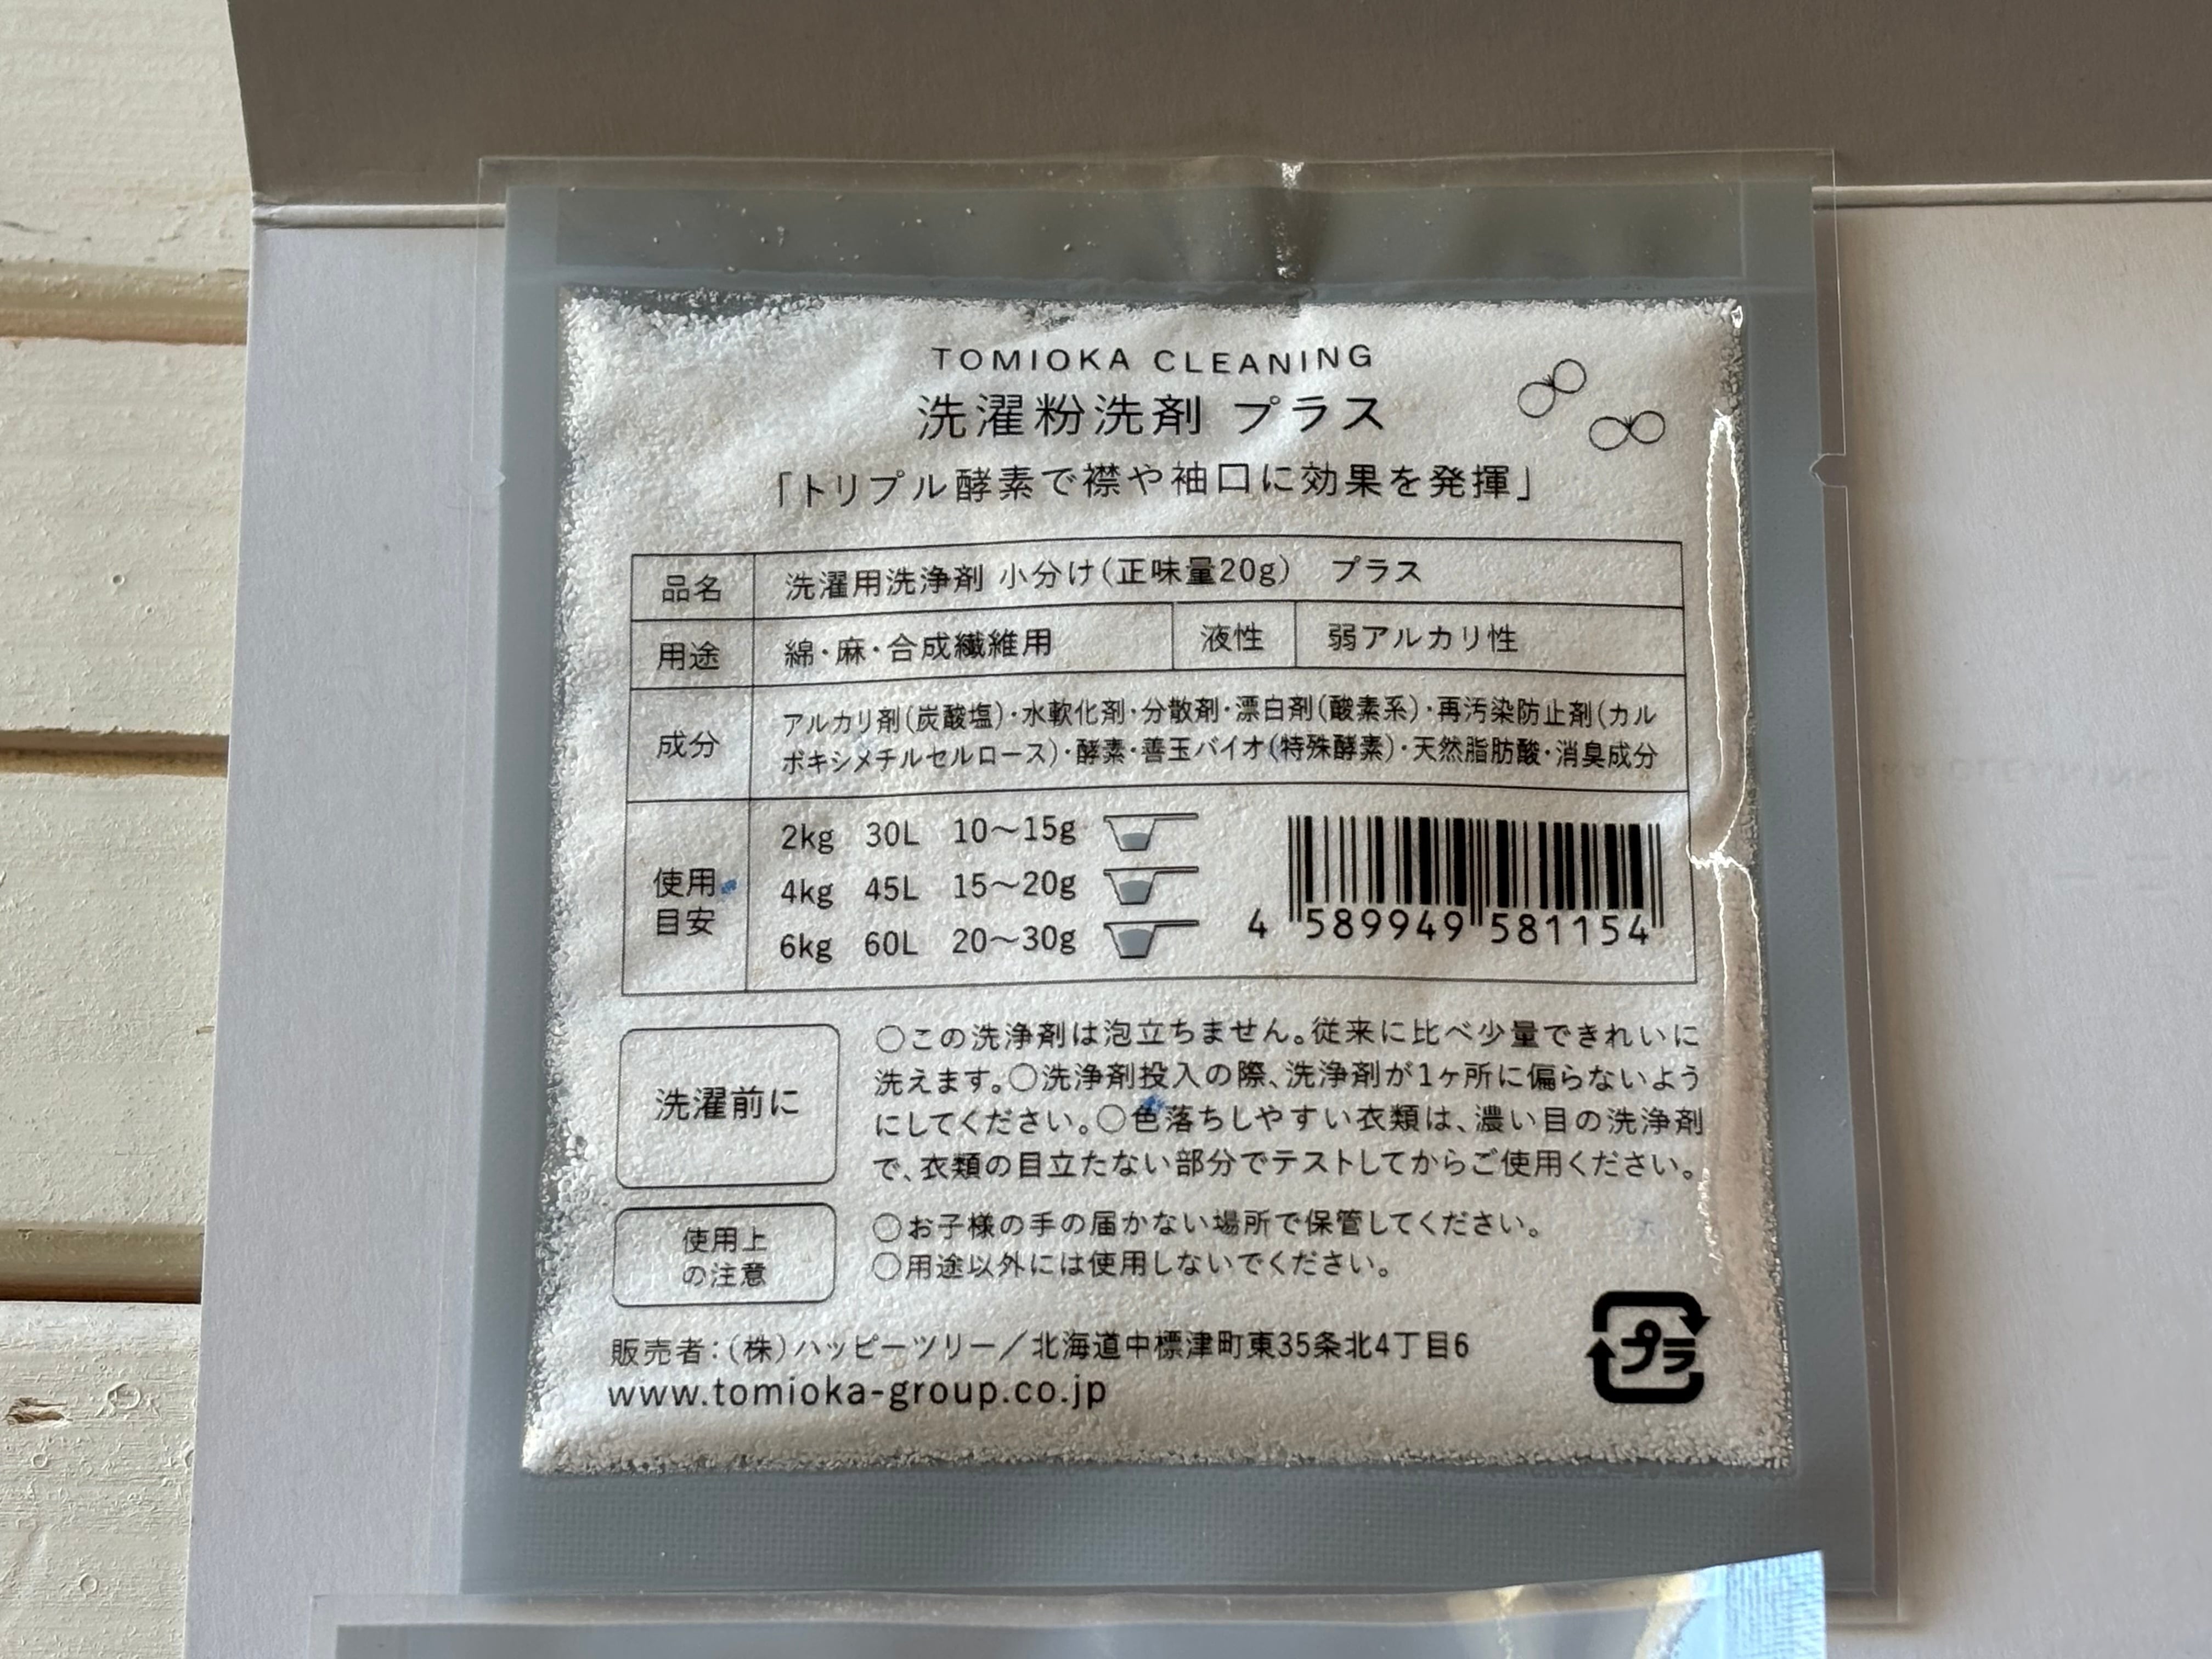 TOMIOKA CLEANING
洗濯粉洗剤 プラス
「トリプル酵素で襟や袖口に効果を発揮」
品名 洗濯用洗浄剤 小分け(正味量20g) プラス
用途 綿・麻・合成繊維用 液性 弱アルカリ性
成分 アルカリ剤(炭酸塩)・水軟化剤・分散剤・漂白剤(酸素系)・再汚染防止剤(カル
ボキシメチルセルロース)・酵素・善玉バイオ(特殊酵素)・天然脂肪酸・消臭成分
使用
目安
2kg 30L 10〜15g
4kg 45L 15〜20g
6kg 60L 20〜30g
4 589949 581154
洗濯前に
○この洗浄剤は泡立ちません。従来に比べ少量できれいに
洗えます。○洗浄剤投入の際、洗浄剤が1ヶ所に偏らないよう
にしてください。○色落ちしやすい衣類は、濃い目の洗浄剤
で、衣類の目立たない部分でテストしてからご使用ください。
使用上
の注意
○お子様の手の届かない場所で保管してください。
○用途以外には使用しないでください。
販売者:(株)ハッピーツリー/北海道中標津町東35条北4丁目6
www.tomioka-group.co.jp
プラ